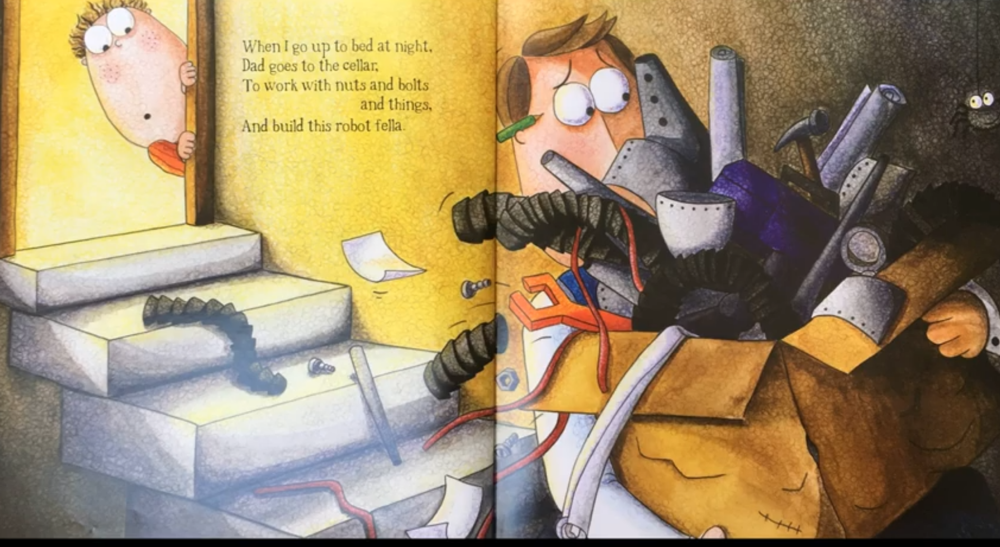 When I go up to bed at night,
Dad goes to the cellar,
To work with nuts and bolts
and things,
And build this robot fella.